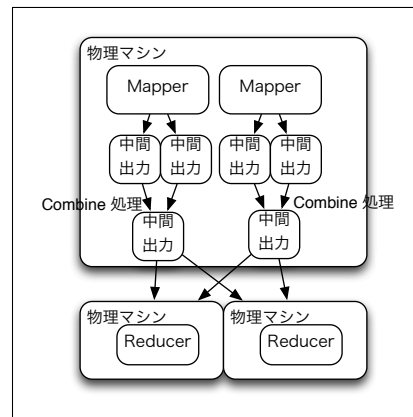 物理マシン
Mapper
Mapper
中間
出力
中間
出力
中間
出力
中間
出力
Combine 処理
Combine 処理
中間
出力
中間
出力
物理マシン
物理マシン
Reducer
Reducer